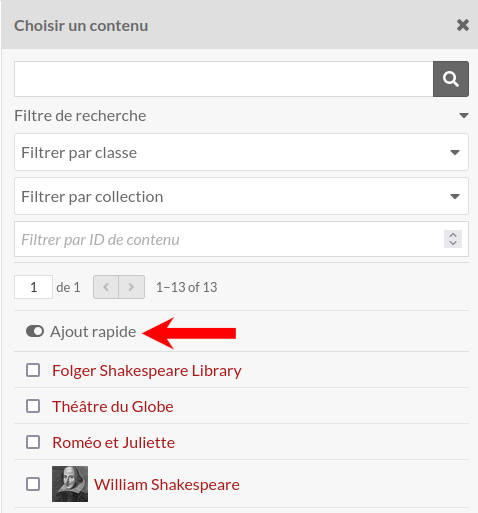 Choisir un contenu
Filtre de recherche
Filtrer par classe
Filtrer par collection
Filtrer par ID de contenu
1 de 1 1–13 of 13
Ajout rapide
Folger Shakespeare Library
Théâtre du Globe
Roméo et Juliette
William Shakespeare